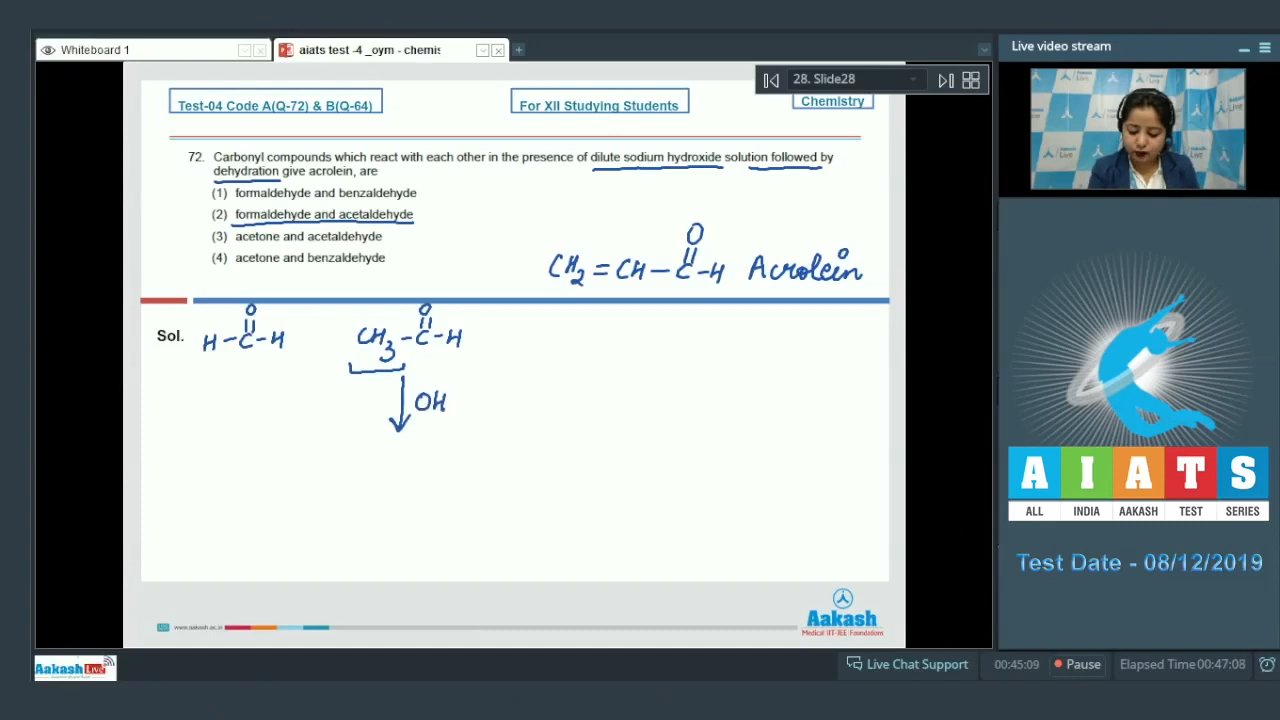 Whiteboard 1
aiats test -4 _oym - chemis
Live video stream
28. Slide28
Test-04 Code A(Q-72) & B(Q-64)
For XII Studying Students
Chemistry
72. Carbonyl compounds which react with each other in the presence of dilute sodium hydroxide solution followed by
dehydration give acrolein, are
(1) formaldehyde and benzaldehyde
(2) formaldehyde and acetaldehyde
(3) acetone and acetaldehyde
(4) acetone and benzaldehyde
O
CH2=CH—C—H Acrolein
Sol.
O
H—C—H
O
CH3—C—H
OH
AIATS
ALL INDIA AAKASH TEST SERIES
Test Date - 08/12/2019
www.aakash.ac.in
Aakash
Medical IIT-JEE Foundations
Aakash Live
Live Chat Support
00:45:09
Pause
Elapsed Time 00:47:08